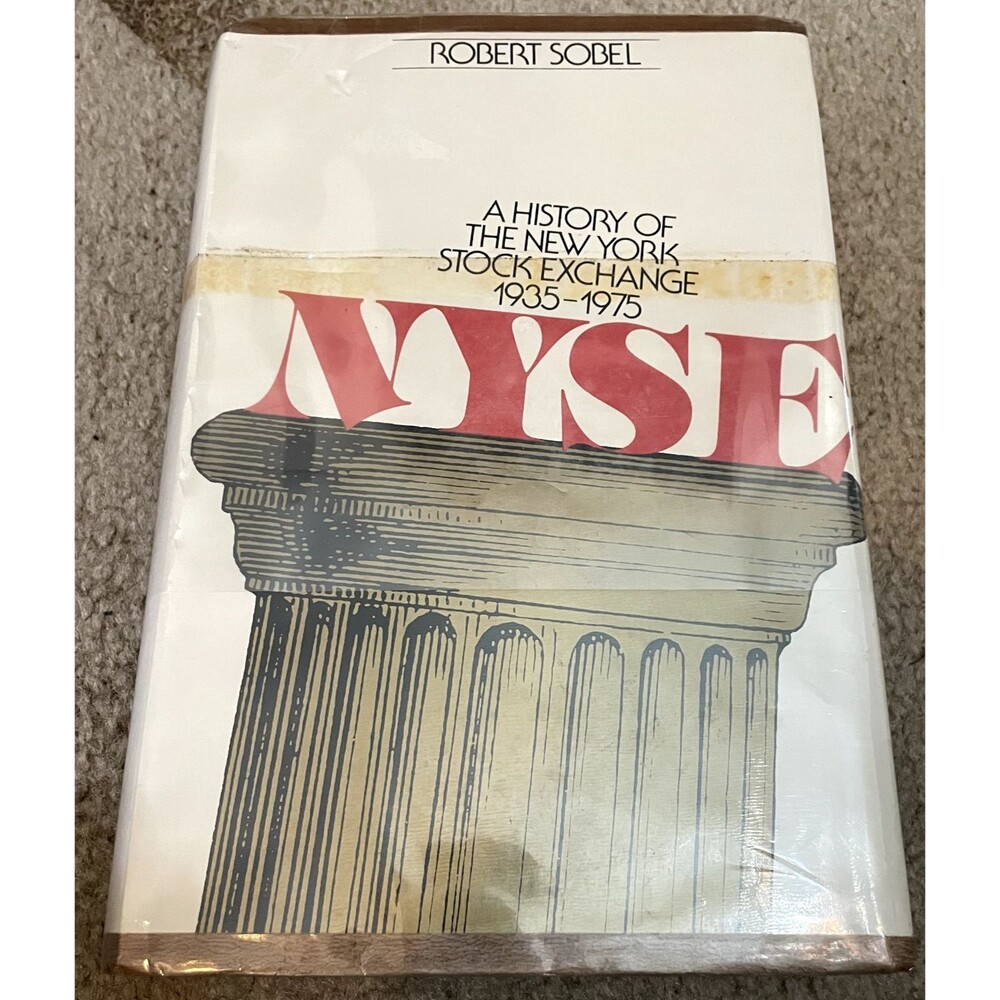 ROBERT SOBEL
A HISTORY OF
THE NEW YORK
STOCK EXCHANGE
1935-1975
NYSE